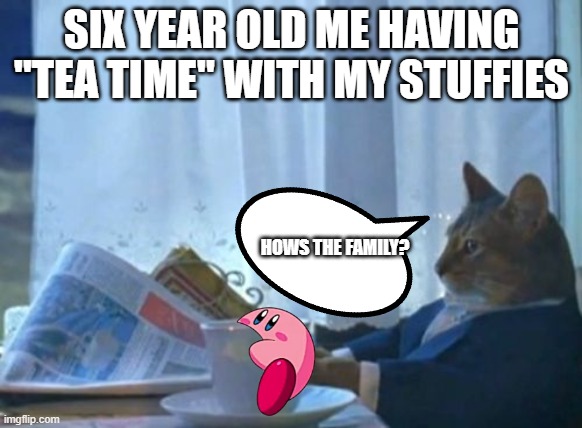 SIX YEAR OLD ME HAVING
"TEA TIME" WITH MY STUFFIES
HOWS THE FAMILY?
imgflip.com